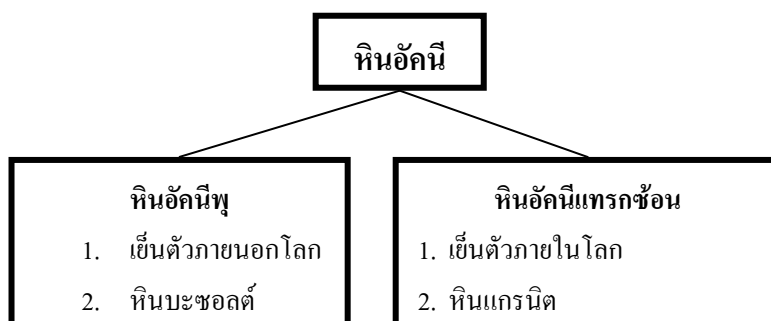 หินอัคนี
หินอัคนีพุ
1. เย็นตัวภายนอกโลก
2. หินบะซอลต์
หินอัคนีแทรกซ้อน
1. เย็นตัวภายในโลก
2. หินแกรนิต